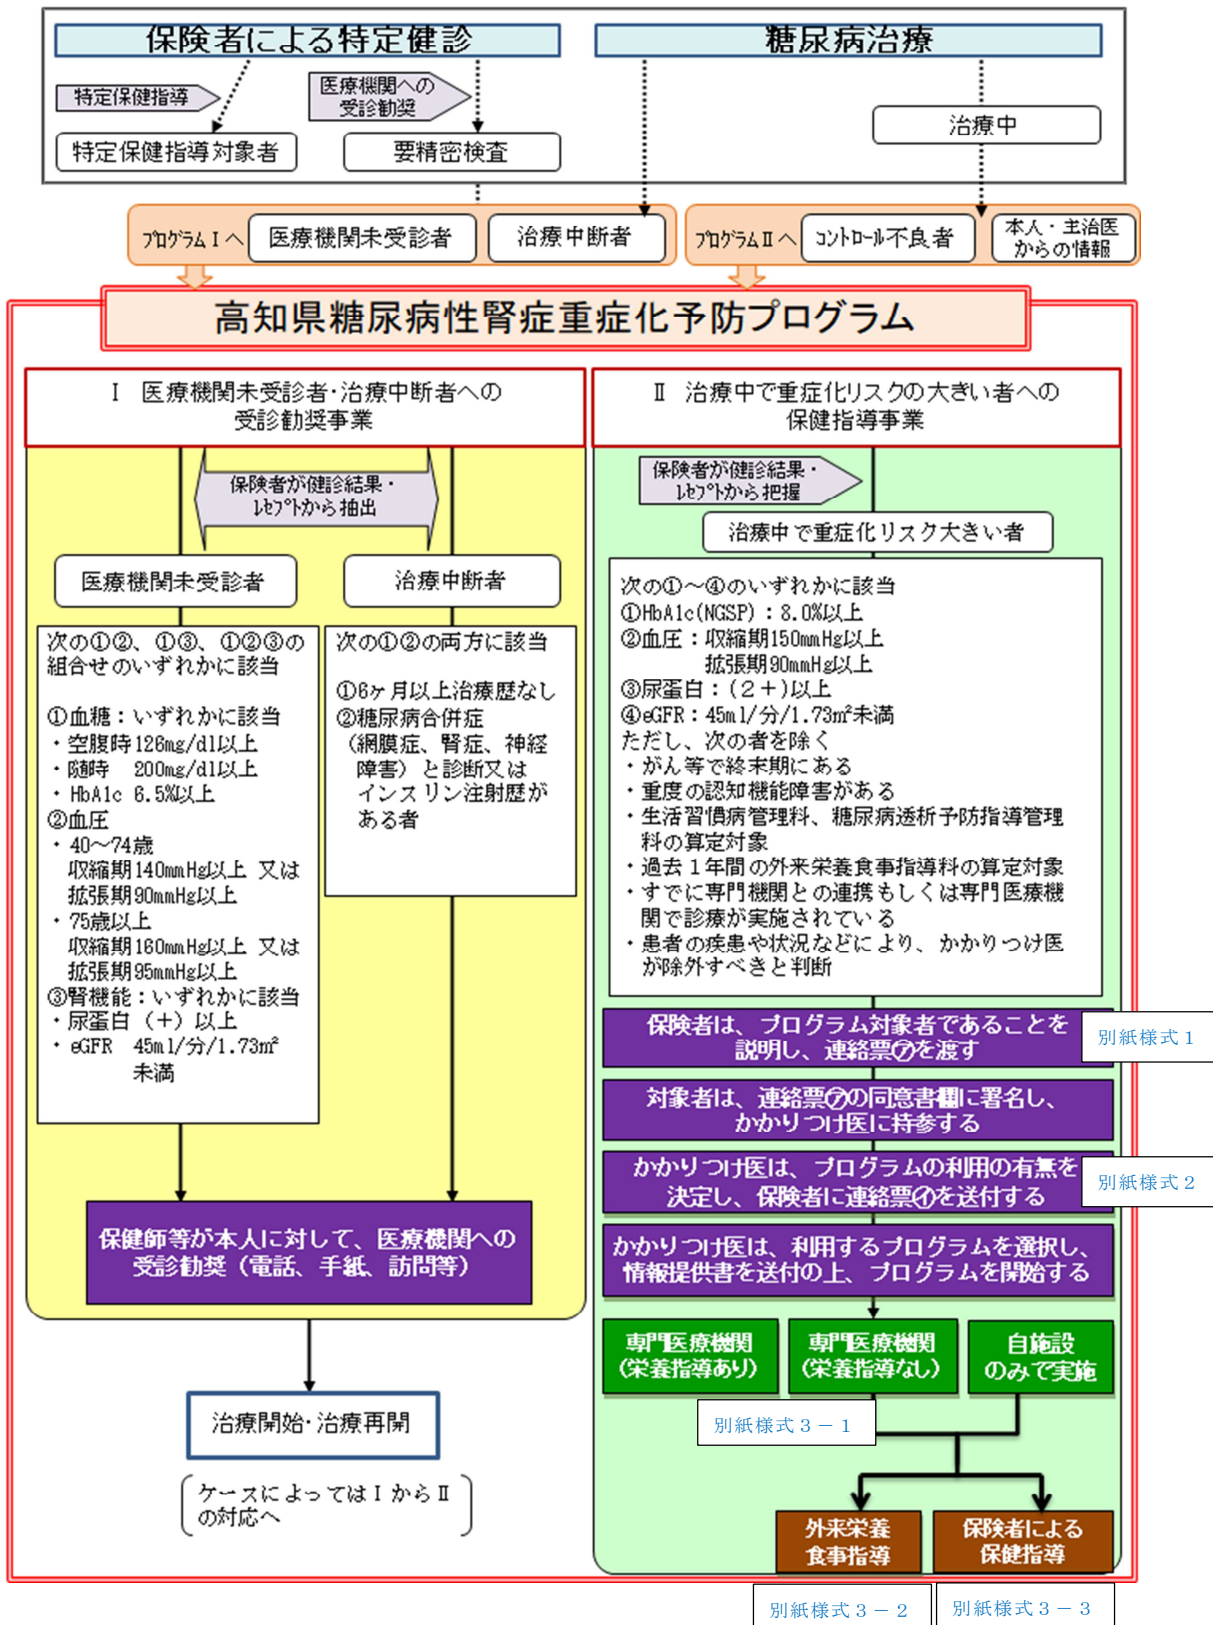 保険者による特定健診
糖尿病治療
特定保健指導
医療機関への
受診勧奨
特定保健指導対象者
要精密検査
治療中
プログラムⅠへ
医療機関未受診者
治療中断者
プログラムⅡへ
コントロール不良者
本人・主治医
からの情報
高知県糖尿病性腎症重症化予防プログラム
Ⅰ 医療機関未受診者・治療中断者への
受診勧奨事業
Ⅱ 治療中で重症化リスクの大きい者への
保健指導事業
保険者が健診結果・
レセプトから抽出
医療機関未受診者
治療中断者
次の①②、①③、①②③の
組合せのいずれかに該当
①血糖：いずれかに該当
・空腹時126mg/dl以上
・随時 200mg/dl以上
・HbA1c 6.5%以上
②血圧
・40～74歳
収縮期140mmHg以上 又は
拡張期90mmHg以上
・75歳以上
収縮期160mmHg以上 又は
拡張期95mmHg以上
③腎機能：いずれかに該当
・尿蛋白（+）以上
・eGFR 45ml/分/1.73㎡
未満
次の①②の両方に該当
①6ヶ月以上治療歴なし
②糖尿病合併症
（網膜症、腎症、神経
障害）と診断又は
インスリン注射歴が
ある者
保健師等が本人に対して、医療機関への
受診勧奨（電話、手紙、訪問等）
治療開始・治療再開
ケースによってはⅠからⅡ
の対応へ
保険者が健診結果・
レセプトから把握
治療中で重症化リスク大きい者
次の①～④のいずれかに該当
①HbA1c(NGSP)：8.0%以上
②血圧：収縮期150mmHg以上
拡張期90mmHg以上
③尿蛋白：(２+)以上
④eGFR：45ml/分/1.73㎡未満
ただし、次の者を除く
・がん等で終末期にある
・重度の認知機能障害がある
・生活習慣病管理料、糖尿病透析予防指導管理
料の算定対象
・過去１年間の外来栄養食事指導料の算定対象
・すでに専門機関との連携もしくは専門医療機
関で診療が実施されている
・患者の疾患や状況などにより、かかりつけ医
が除外すべきと判断
保険者は、プログラム対象者であることを
説明し、連絡票㋐を渡す
別紙様式１
対象者は、連絡票㋐の同意書欄に署名し、
かかりつけ医に持参する
かかりつけ医は、プログラムの利用の有無を
決定し、保険者に連絡票㋑を送付する
別紙様式２
かかりつけ医は、利用するプログラムを選択し、
情報提供書を送付の上、プログラムを開始する
専門医療機関
(栄養指導あり)
専門医療機関
(栄養指導なし)
自施設
のみで実施
別紙様式３－１
外来栄養
食事指導
保険者による
保健指導
別紙様式３－２
別紙様式３－３